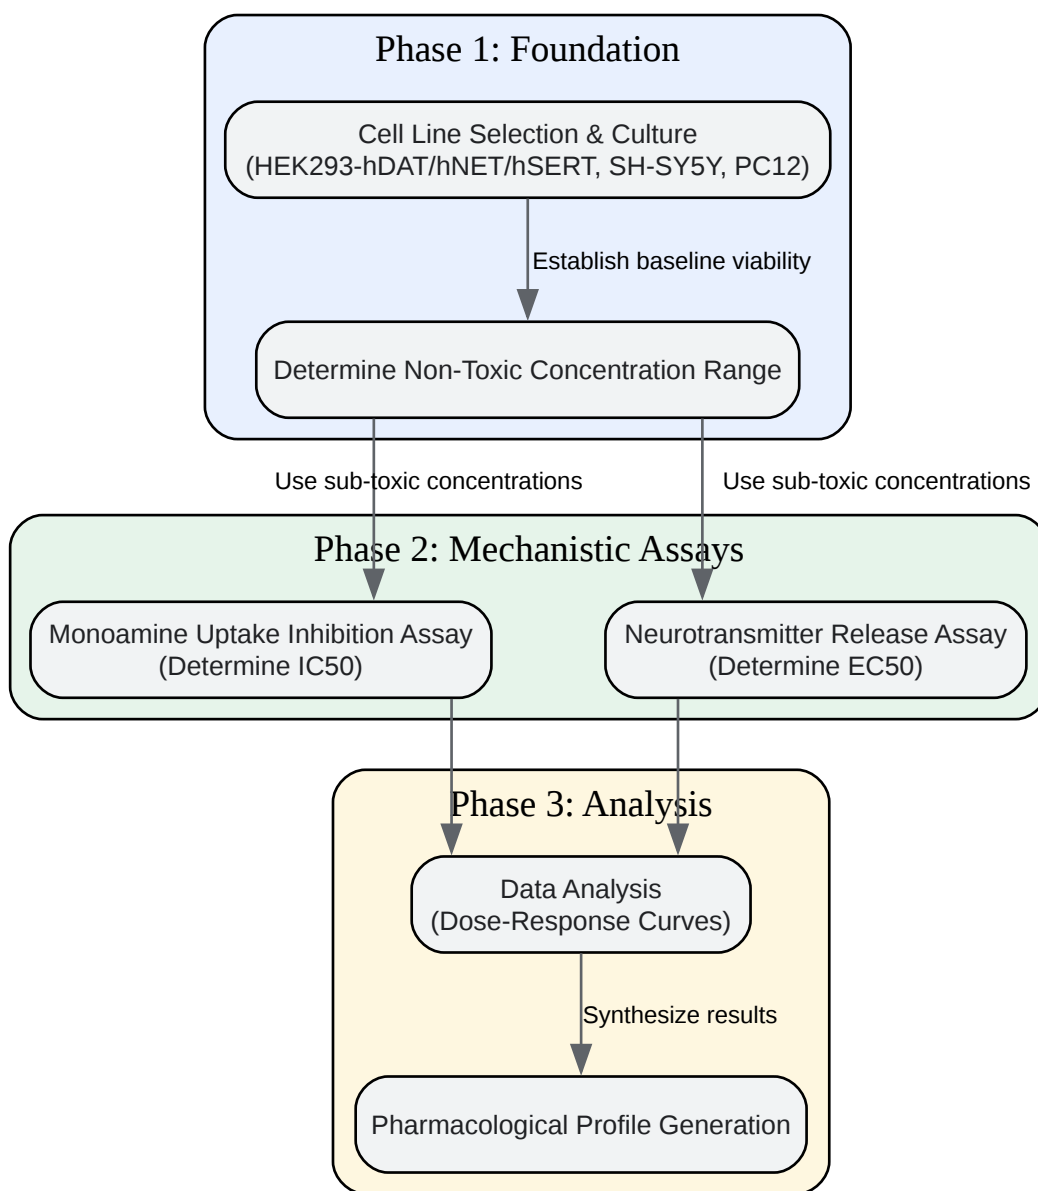 Phase 1: Foundation
Cell Line Selection & Culture
(HEK293-hDAT/hNET/hSERT, SH-SY5Y, PC12)
Establish baseline viability
Determine Non-Toxic Concentration Range
Use sub-toxic concentrations
Use sub-toxic concentrations
Phase 2: Mechanistic Assays
Monoamine Uptake Inhibition Assay
(Determine IC50)
Neurotransmitter Release Assay
(Determine EC50)
Phase 3: Analysis
Data Analysis
(Dose-Response Curves)
Synthesize results
Pharmacological Profile Generation